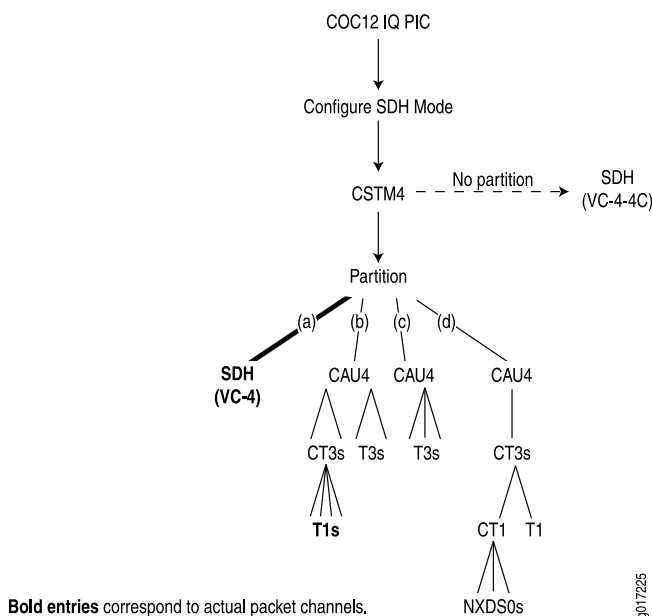 COC12 IQ PIC
Configure SDH Mode
CSTM4
No partition
SDH
(VC-4-4C)
Partition
(a)
(b)
(c)
(d)
SDH
(VC-4)
CAU4
CAU4
CAU4
CT3s
T3s
T3s
CT3s
T1s
CT1
T1
NXDS0s
Bold entries correspond to actual packet channels,
g017225